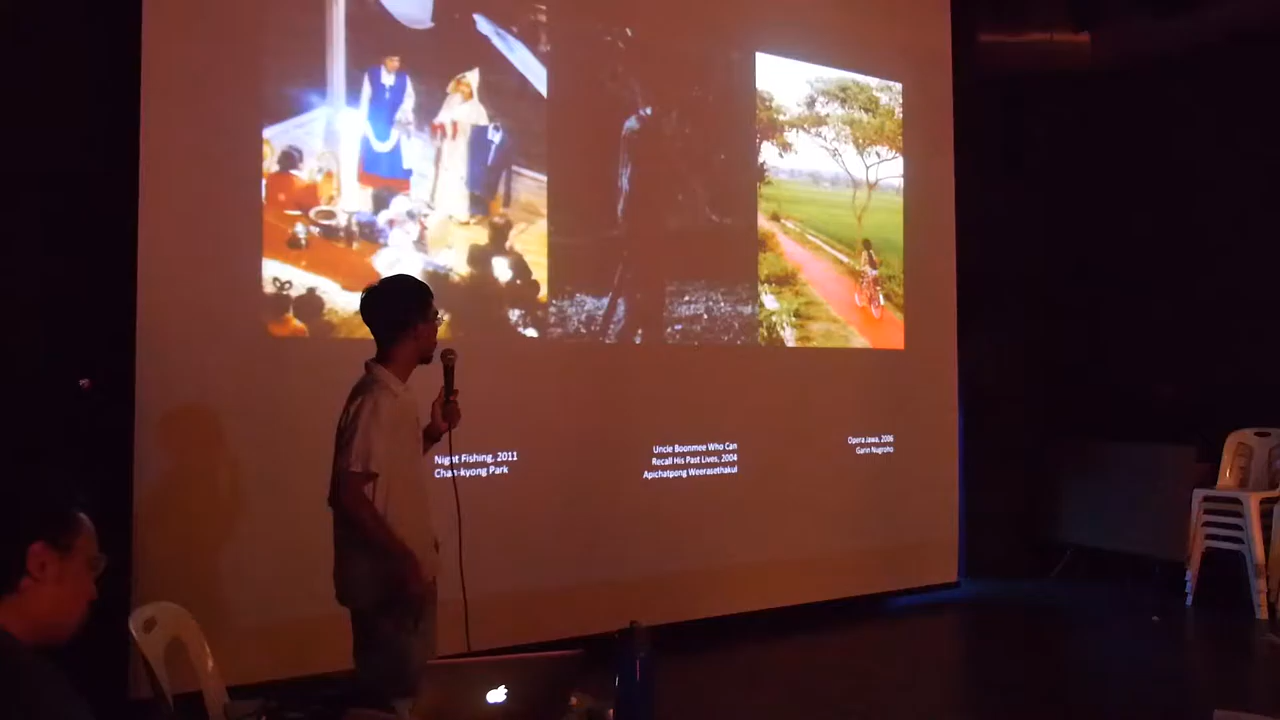 Night Fishing, 2011
Chan-kyong Park
Uncle Boonmee Who Can
Recall His Past Lives, 2004
Apichatpong Weerasethakul
Opera Jawa, 2006
Garin Nugroho